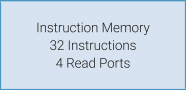 Instruction Memory
32 Instructions
4 Read Ports